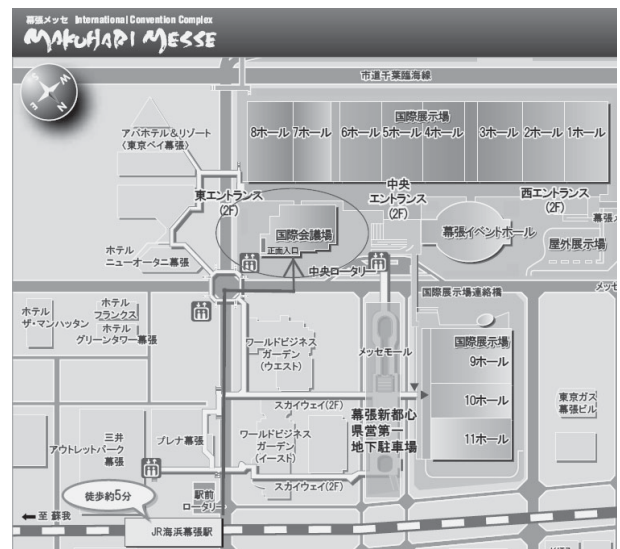 幕張メッセ International Convention Complex
MAKUHARI MESSE
市道千葉臨海線
S
W
E
N
アパホテル&リゾート
〈東京ベイ幕張〉
国際展示場
8ホール
7ホール
6ホール
5ホール
4ホール
3ホール
2ホール
1ホール
東エントランス
(2F)
中央
エントランス
(2F)
西エントランス
(2F)
国際会議場
正面入口
幕張イベントホール
幕張メ
屋外展示場
ホテル
ニューオータニ幕張
中央ロータリー
メッセ
国際展示場連絡橋
ホテル
ザ・マンハッタン
ホテル
フランクス
ホテル
グリーンタワー幕張
ワールドビジネス
ガーデン
(ウエスト)
メッセモール
国際展示場
9ホール
10ホール
11ホール
スカイウェイ(2F)
幕張新都心
県営第一
地下駐車場
東京ガス
幕張ビル
三井
アウトレットパーク
幕張
プレナ幕張
ワールドビジネス
ガーデン
(イースト)
スカイウェイ(2F)
徒歩約5分
駅前
ロータリー
至 蘇我
JR海浜幕張駅